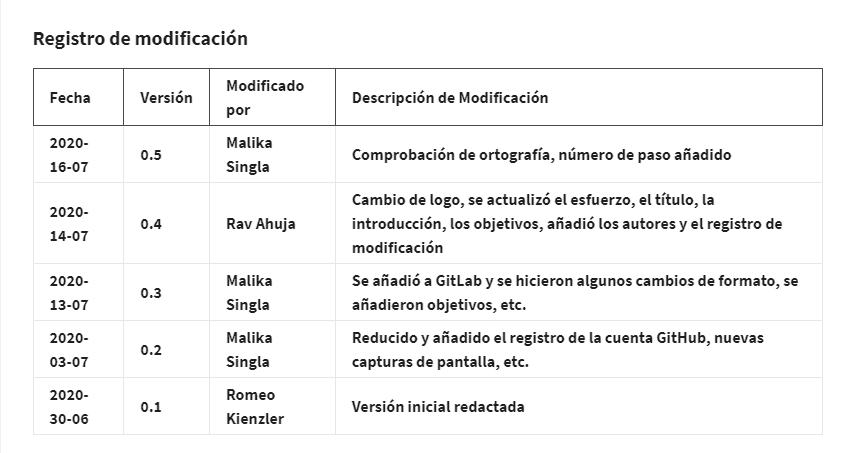 Registro de modificación
Fecha Versión Modificado por Descripción de Modificación
2020-16-07 0.5 Malika Singla Comprobación de ortografía, número de paso añadido
2020-14-07 0.4 Rav Ahuja Cambio de logo, se actualizó el esfuerzo, el título, la introducción, los objetivos, añadió los autores y el registro de modificación
2020-13-07 0.3 Malika Singla Se añadió a GitLab y se hicieron algunos cambios de formato, se añadieron objetivos, etc.
2020-03-07 0.2 Malika Singla Reducido y añadido el registro de la cuenta GitHub, nuevas capturas de pantalla, etc.
2020-30-06 0.1 Romeo Kienzler Versión inicial redactada